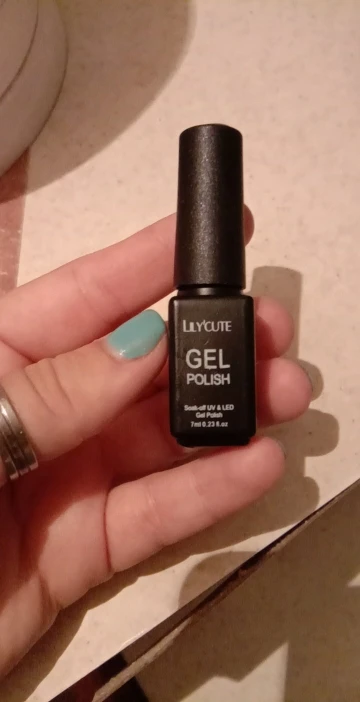 LILYCUTE
GEL
POLISH
Soak-off UV & LED
Gel Polish
7ml 0.23 fl.oz